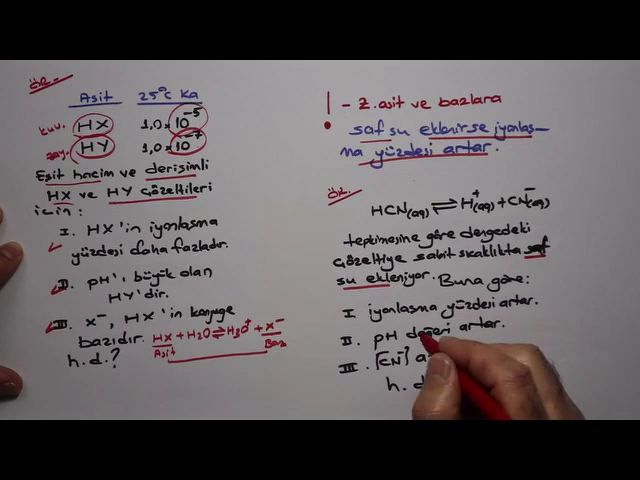 ör.
Asit 25°C Ka
kuv. HX 1,0 x 10⁻⁵
zay. HY 1,0 x 10⁻⁷
Eşit hacim ve derişimli
HX ve HY çözeltileri
için:
I. HX'in iyonlaşma
yüzdesi daha fazladır.
II. pH'ı büyük olan
HY'dir.
III. X⁻, HX'in konjuge
bazıdır. HX + H₂O ⇌ H₃O⁺ + X⁻
Asit Baz
h.d.?
! - Z. asit ve bazlara
saf su eklenirse iyonlaş-
ma yüzdesi artar.
ör.
HCN(aq) ⇌ H⁺(aq) + CN⁻(aq)
tepkimesine göre dengedeki
çözeltiye sabit sıcaklıkta saf
su ekleniyor. Buna göre:
I iyonlaşma yüzdesi artar.
II. pH değeri artar.
III. [CN⁻] a
h. d